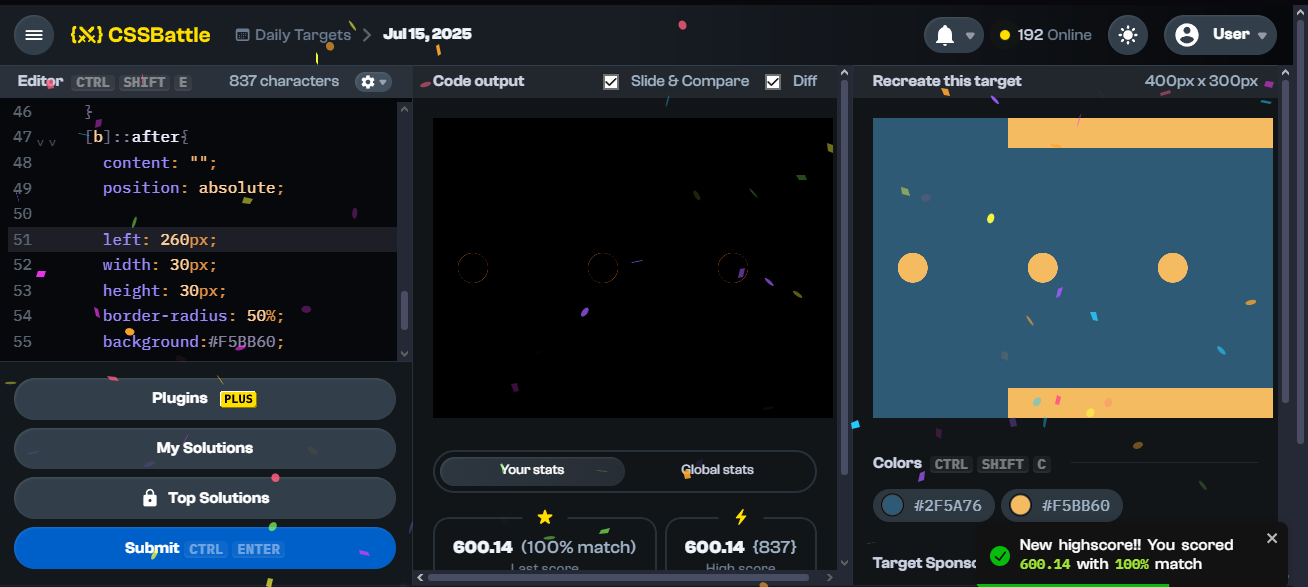 CSSBattle
Daily Targets
Jul 15, 2025
192 Online
User
Editor CTRL SHIFT E
837 characters
Code output
Slide & Compare
Diff
Recreate this target
400px x 300px
46 }
47 [b]::after{
48 content: "";
49 position: absolute;
50
51 left: 260px;
52 width: 30px;
53 height: 30px;
54 border-radius: 50%;
55 background:#F5BB60;
Plugins PLUS
My Solutions
Top Solutions
Submit CTRL ENTER
Your stats
Global stats
600.14 (100% match)
Last score
600.14 {837}
High score
Colors CTRL SHIFT C
#2F5A76
#F5BB60
Target Spons
New highscore!! You scored
600.14 with 100% match